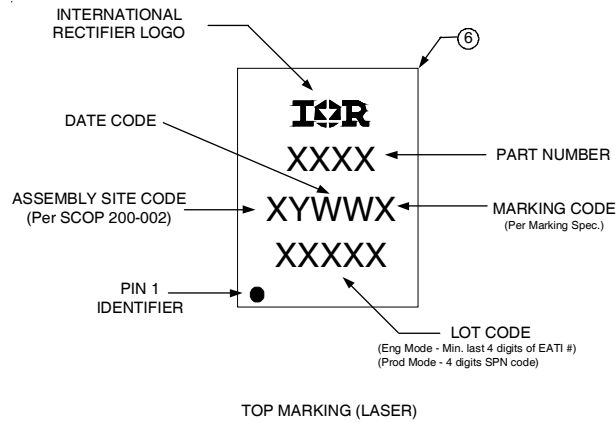 INTERNATIONAL
RECTIFIER LOGO
6
IOR
DATE CODE
XXXX
PART NUMBER
ASSEMBLY SITE CODE
(Per SCOP 200-002)
XYWWX
MARKING CODE
(Per Marking Spec.)
XXXXX
PIN 1
IDENTIFIER
LOT CODE
(Eng Mode - Min. last 4 digits of EATI #)
(Prod Mode - 4 digits SPN code)
TOP MARKING (LASER)